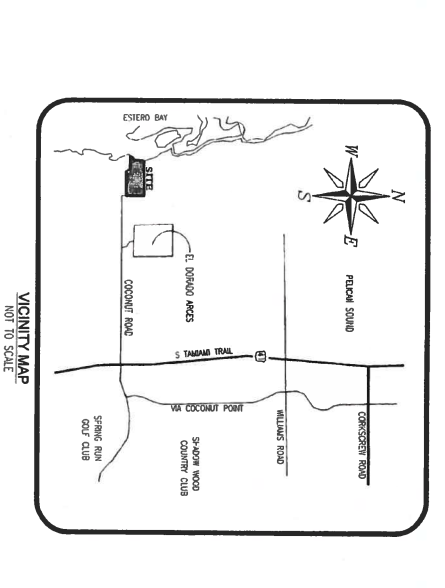 N
W
E
S
ESTERO BAY
SITE
EL DORADO ARCES
PELICAN SOUND
COCONUT ROAD
S TAMIAMI TRAIL
41
VIA COCONUT POINT
WILLIAMS ROAD
CORKSCREW ROAD
SHADOW WOOD
COUNTRY CLUB
SPRING RUN
GOLF CLUB
VICINITY MAP
NOT TO SCALE